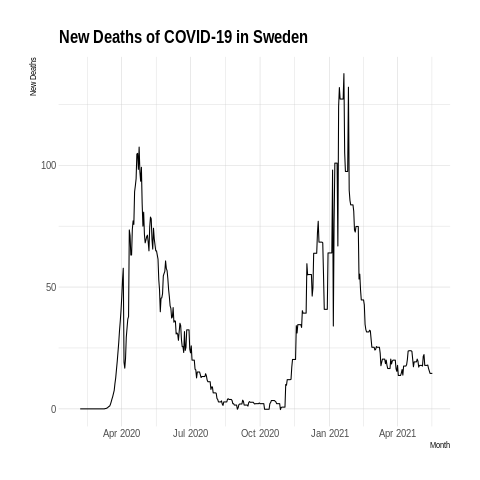 New Deaths of COVID-19 in Sweden
New Deaths
100
50
0
Apr 2020 Jul 2020 Oct 2020 Jan 2021 Apr 2021
Month